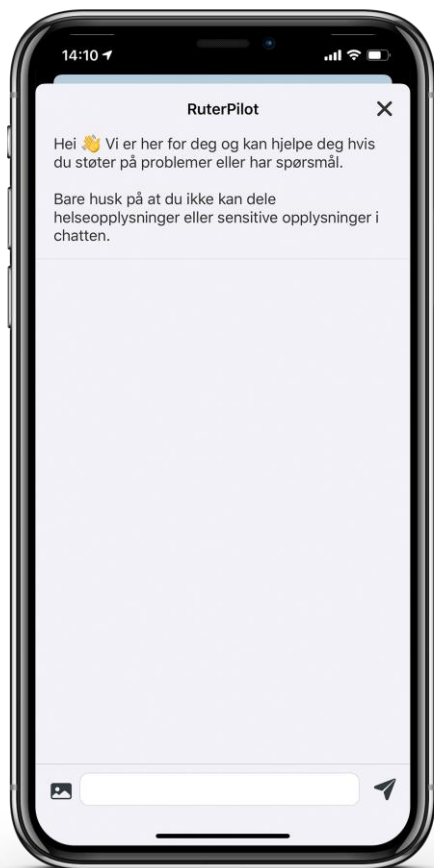 14:10
RuterPilot
Hei 👋 Vi er her for deg og kan hjelpe deg hvis
du støter på problemer eller har spørsmål.
Bare husk på at du ikke kan dele
helseopplysninger eller sensitive opplysninger i
chatten.